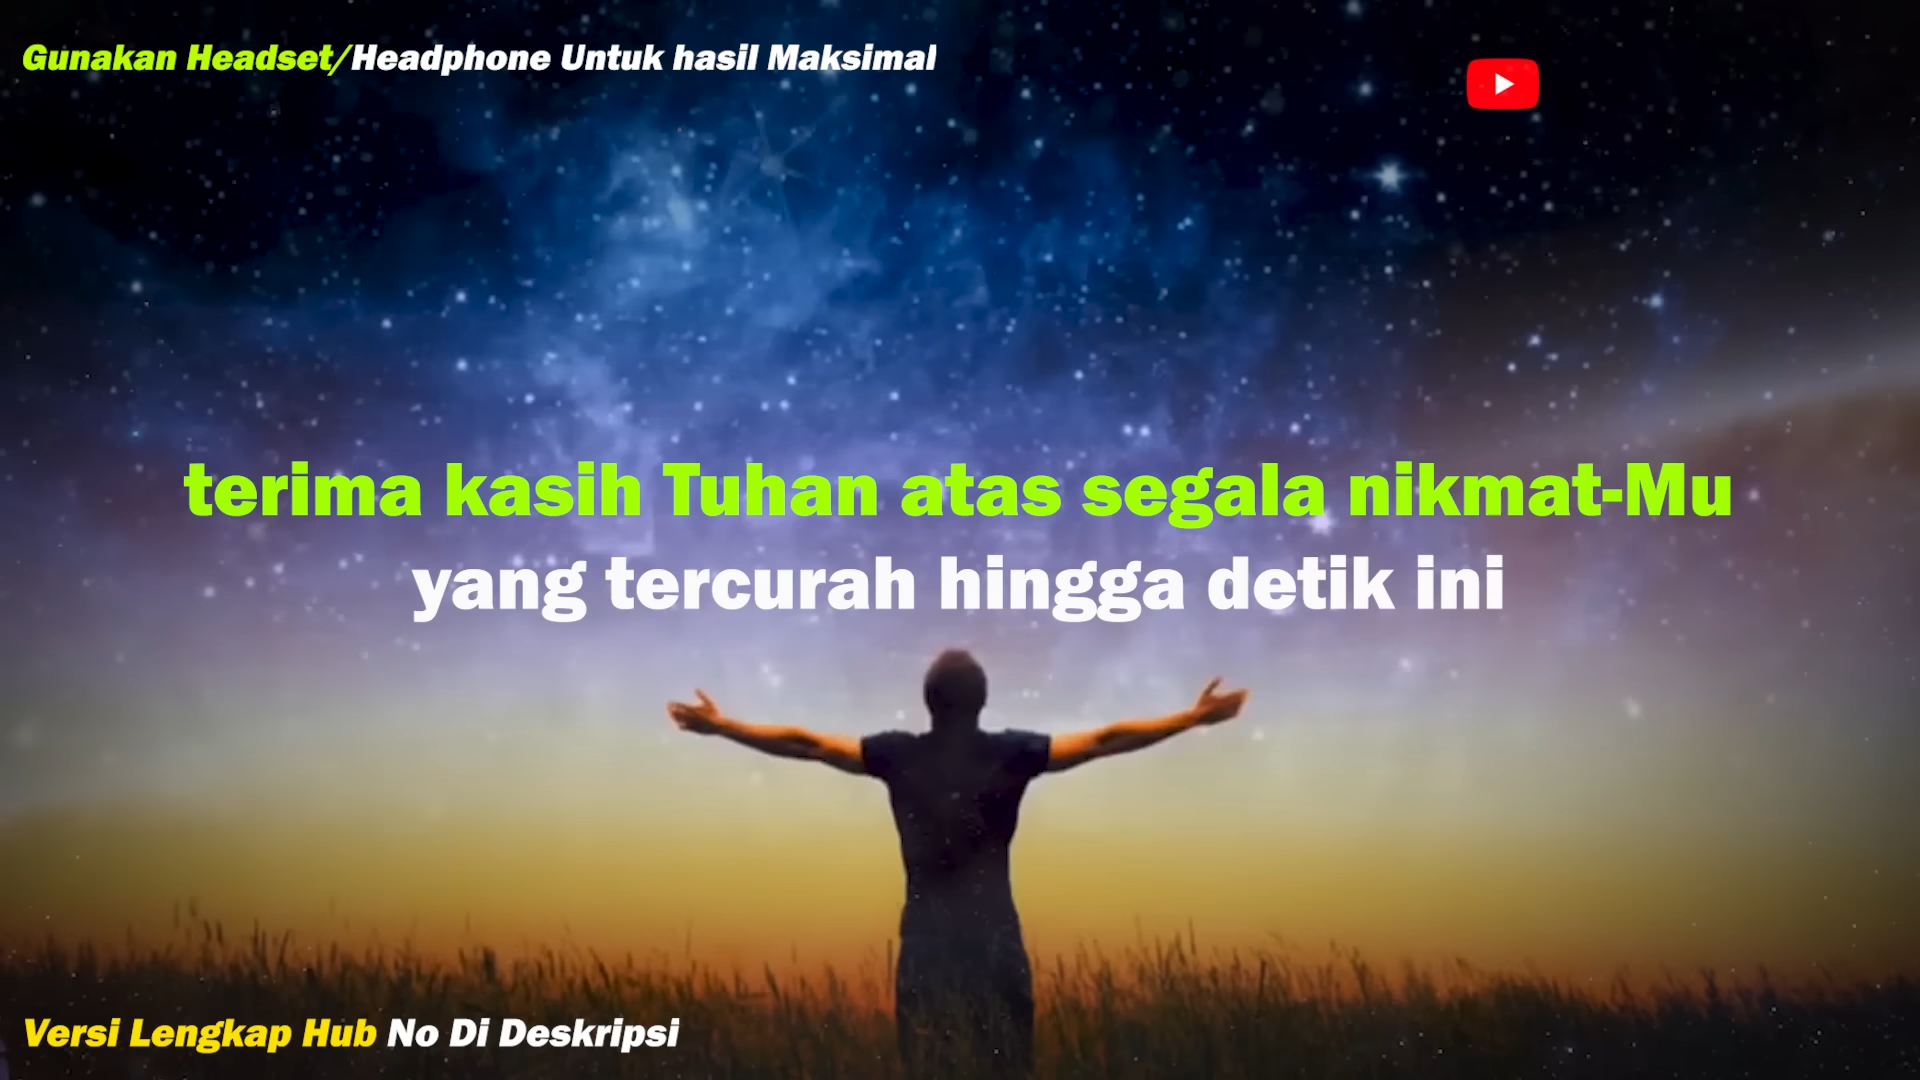 Gunakan Headset/Headphone Untuk hasil Maksimal
terima kasih Tuhan atas segala nikmat-Mu
yang tercurah hingga detik ini
Versi Lengkap Hub No Di Deskripsi